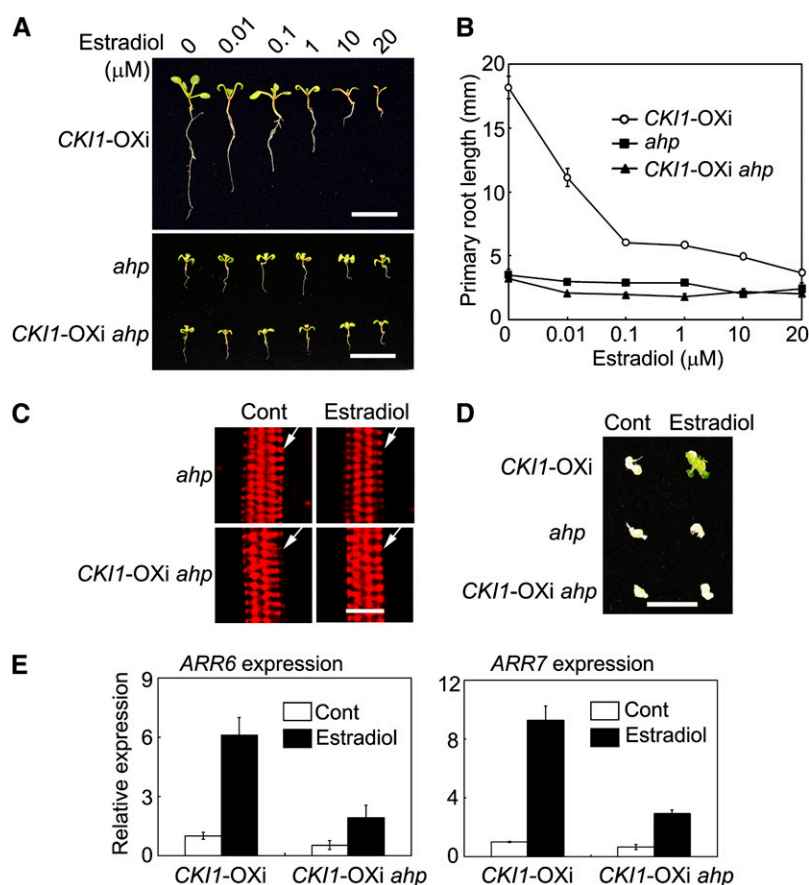 A
Estradiol 0 0.01 0.1 1 10 20
(μM)
CKI1-OXi
ahp
CKI1-OXi ahp
B
Primary root length (mm)
20
15
10
5
0
CKI1-OXi
ahp
CKI1-OXi ahp
0 0.01 0.1 1 10 20
Estradiol (μM)
C
Cont Estradiol
ahp
CKI1-OXi ahp
D
Cont Estradiol
CKI1-OXi
ahp
CKI1-OXi ahp
E
ARR6 expression
Relative expression
9
6
3
0
Cont
Estradiol
CKI1-OXi CKI1-OXi ahp
ARR7 expression
12
8
4
0
Cont
Estradiol
CKI1-OXi CKI1-OXi ahp